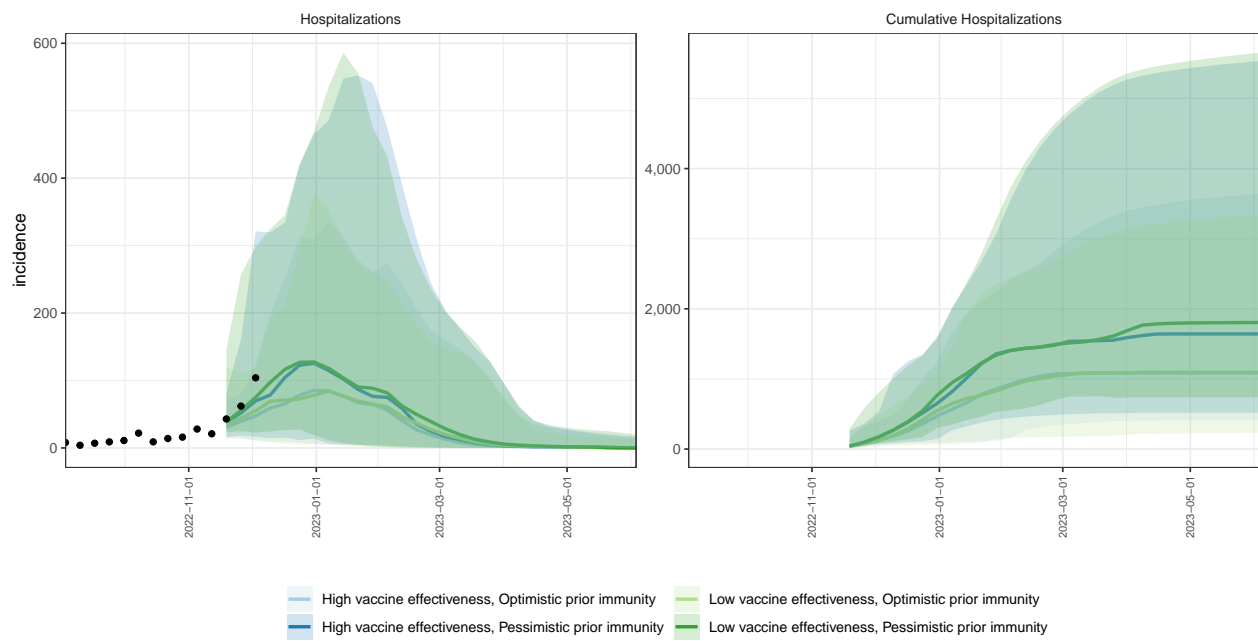 Hospitalizations
Cumulative Hospitalizations
incidence
600
400
200
0
4,000
2,000
0
2022−11−01
2023−01−01
2023−03−01
2023−05−01
2022−11−01
2023−01−01
2023−03−01
2023−05−01
High vaccine effectiveness, Optimistic prior immunity
Low vaccine effectiveness, Optimistic prior immunity
High vaccine effectiveness, Pessimistic prior immunity
Low vaccine effectiveness, Pessimistic prior immunity